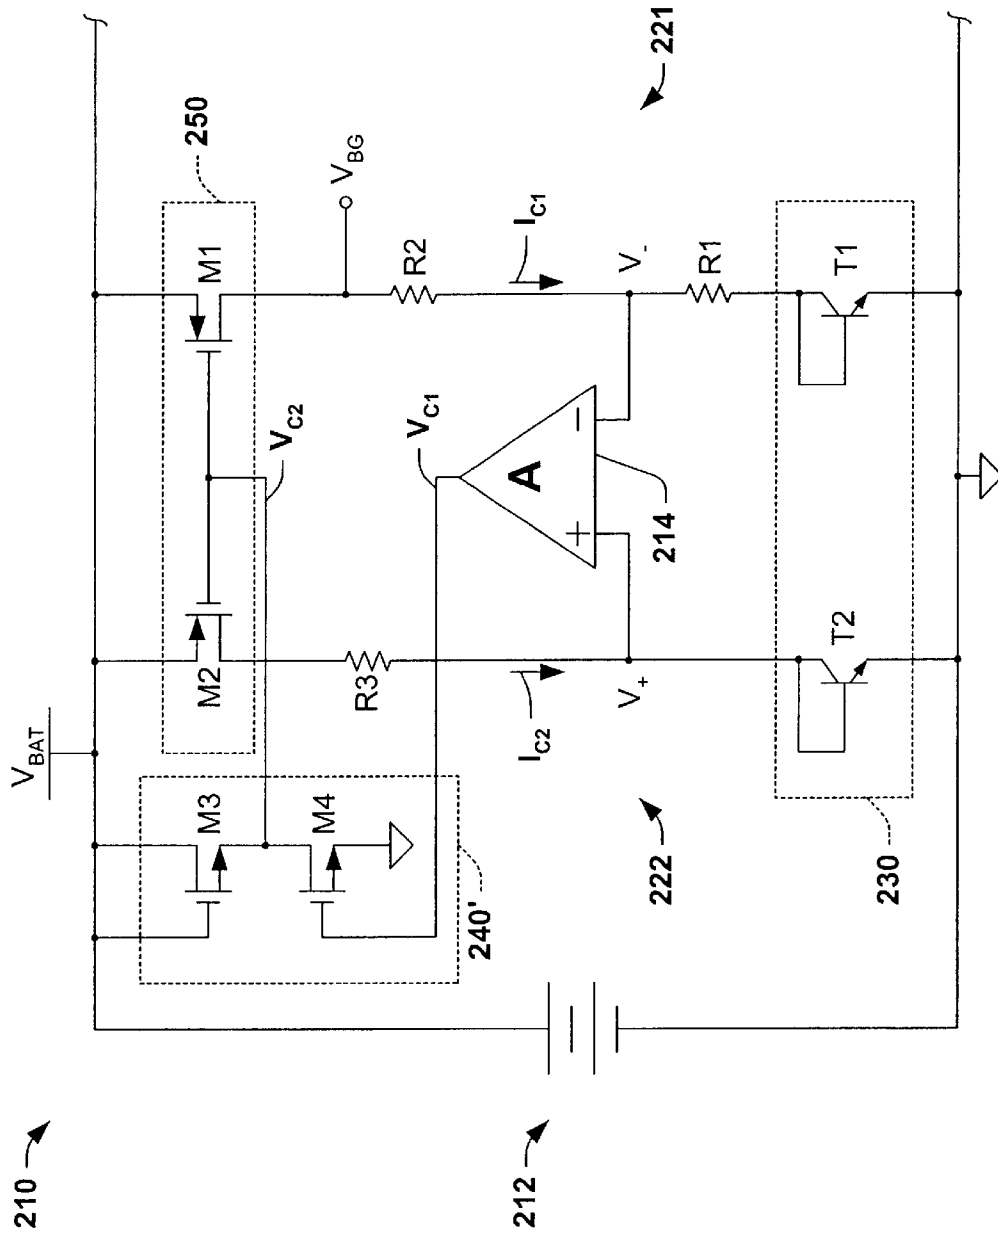 221
250
V_BG
M1
R2
I_C1
V_-
R1
T1
V_C2
V_C1
A
+
−
214
M2
R3
I_C2
V_+
T2
V_BAT
M3
M4
222
230
240'
210
212